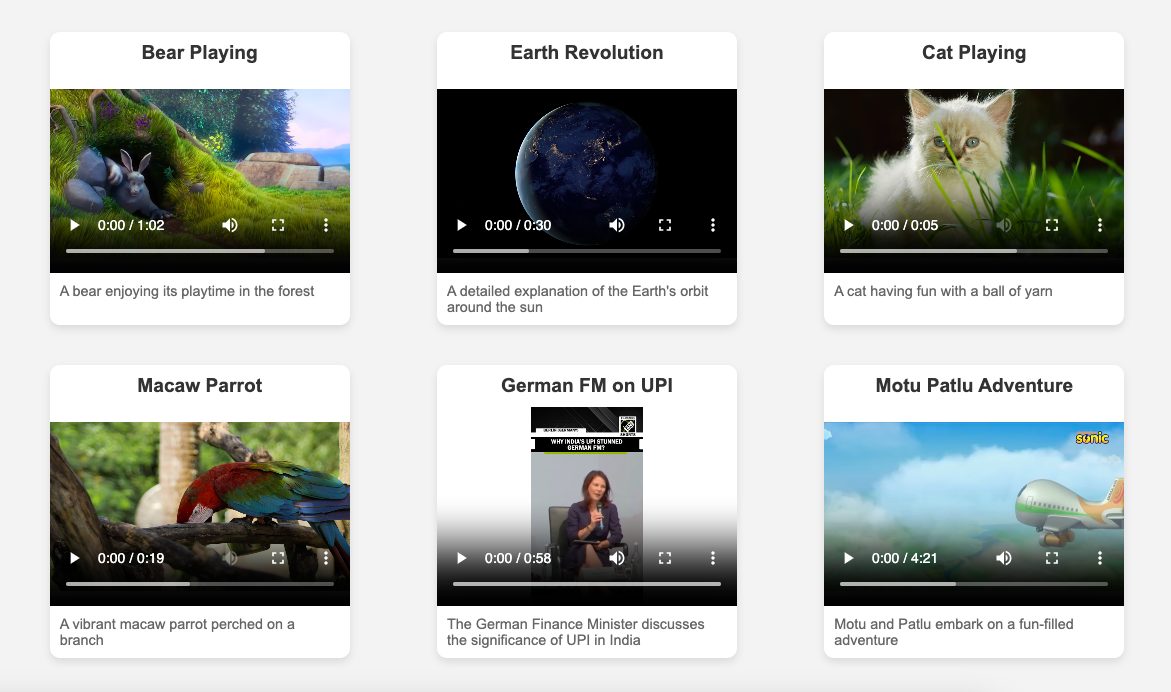 Bear Playing
0:00 / 1:02
A bear enjoying its playtime in the forest
Earth Revolution
0:00 / 0:30
A detailed explanation of the Earth's orbit
around the sun
Cat Playing
0:00 / 0:05
A cat having fun with a ball of yarn
Macaw Parrot
0:00 / 0:19
A vibrant macaw parrot perched on a
branch
German FM on UPI
BERLIN (GERMANY)
WHY INDIA'S UPI STUNNED
GERMAN FM?
0:00 / 0:58
The German Finance Minister discusses
the significance of UPI in India
Motu Patlu Adventure
sonic
0:00 / 4:21
Motu and Patlu embark on a fun-filled
adventure